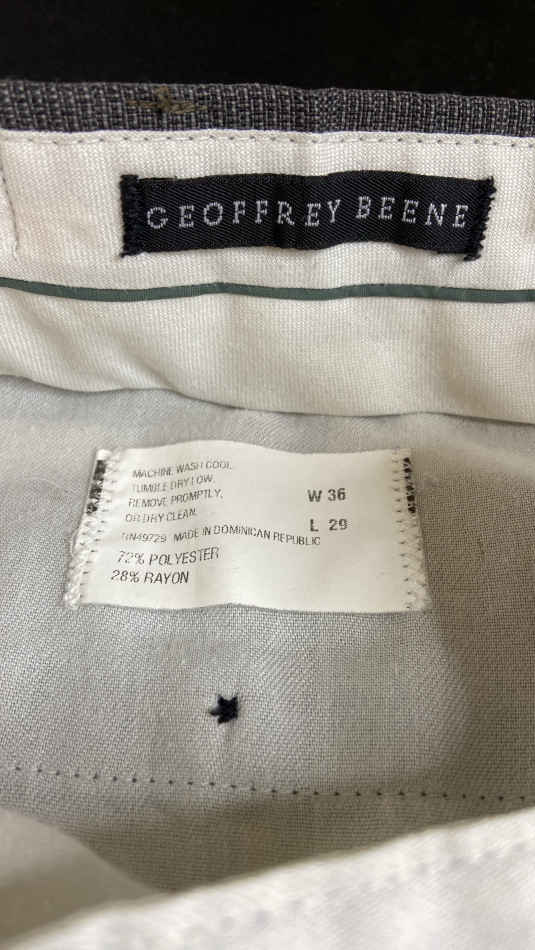 GEOFFREY BEENE
MACHINE WASH COOL.
TUMBLE DRY LOW.
REMOVE PROMPTLY,
OR DRY CLEAN.
W 36
L 29
RN49729 MADE IN DOMINICAN REPUBLIC
72% POLYESTER
28% RAYON